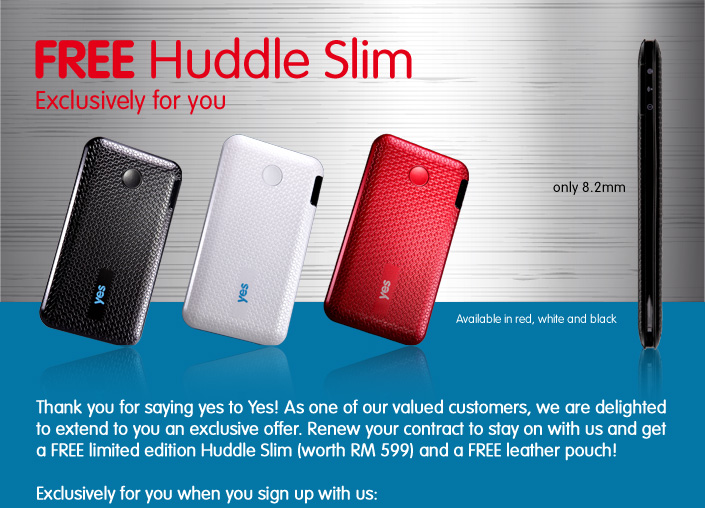 FREE Huddle Slim
Exclusively for you
only 8.2mm
yes
yes
yes
Available in red, white and black
Thank you for saying yes to Yes! As one of our valued customers, we are delighted
to extend to you an exclusive offer. Renew your contract to stay on with us and get
a FREE limited edition Huddle Slim (worth RM 599) and a FREE leather pouch!
Exclusively for you when you sign up with us: